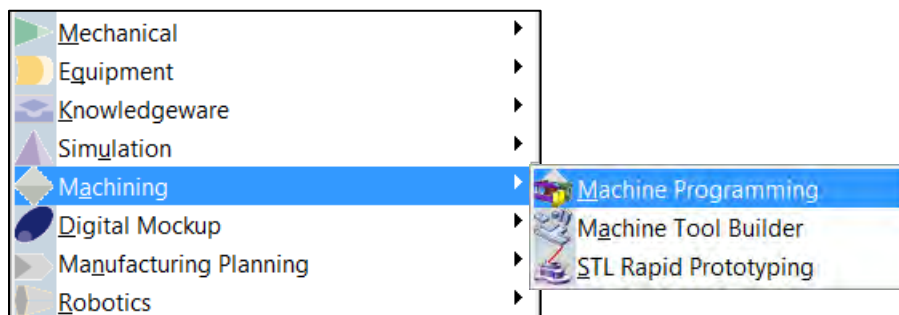 Mechanical
Equipment
Knowledgeware
Simulation
Machining
Machine Programming
Digital Mockup
Machine Tool Builder
Manufacturing Planning
STL Rapid Prototyping
Robotics